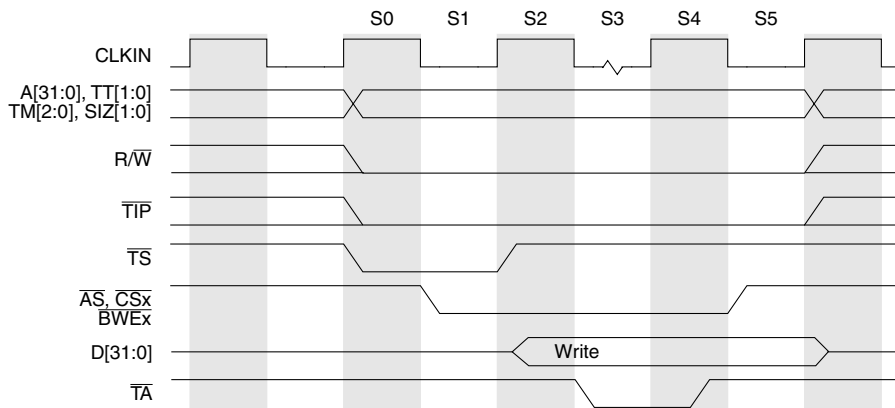 S0 S1 S2 S3 S4 S5
CLKIN
A[31:0], TT[1:0]
TM[2:0], SIZ[1:0]
R/W
TIP
TS
AS, CSx
BWEx
D[31:0] Write
TA